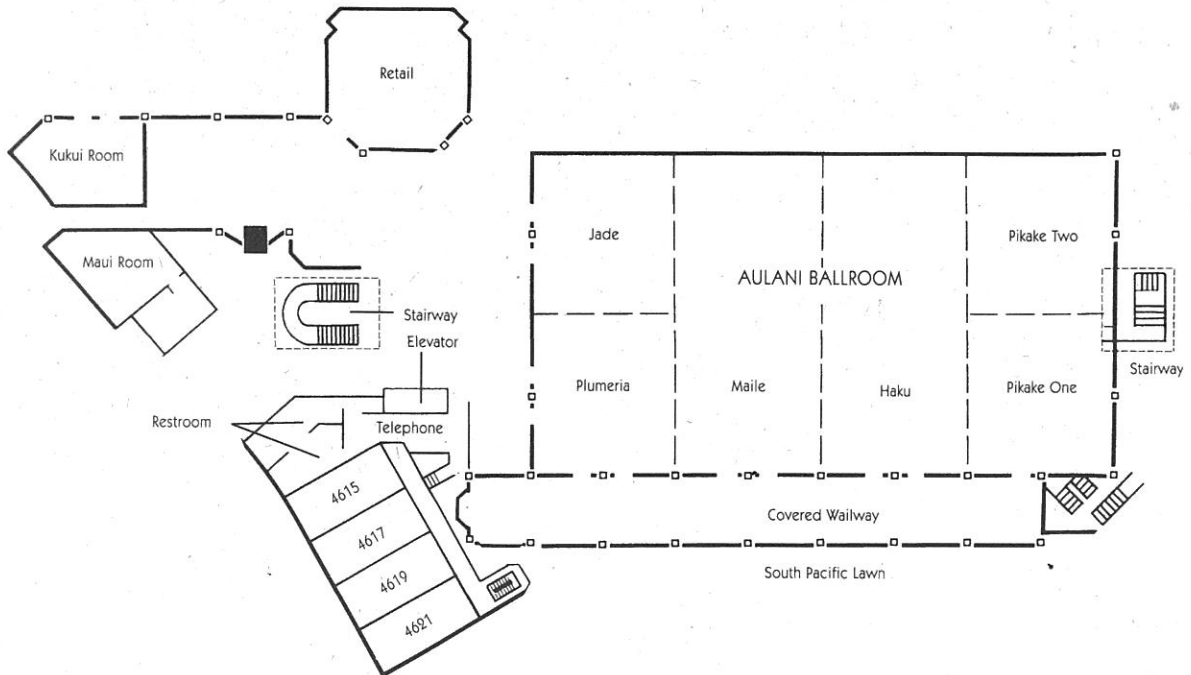 Retail
Kukui Room
Jade
Pikake Two
Maui Room
AULANI BALLROOM
Stairway
Elevator
Stairway
Plumeria
Maile
Haku
Pikake One
Restroom
Telephone
4615
4617
4619
4621
Covered Wailway
South Pacific Lawn